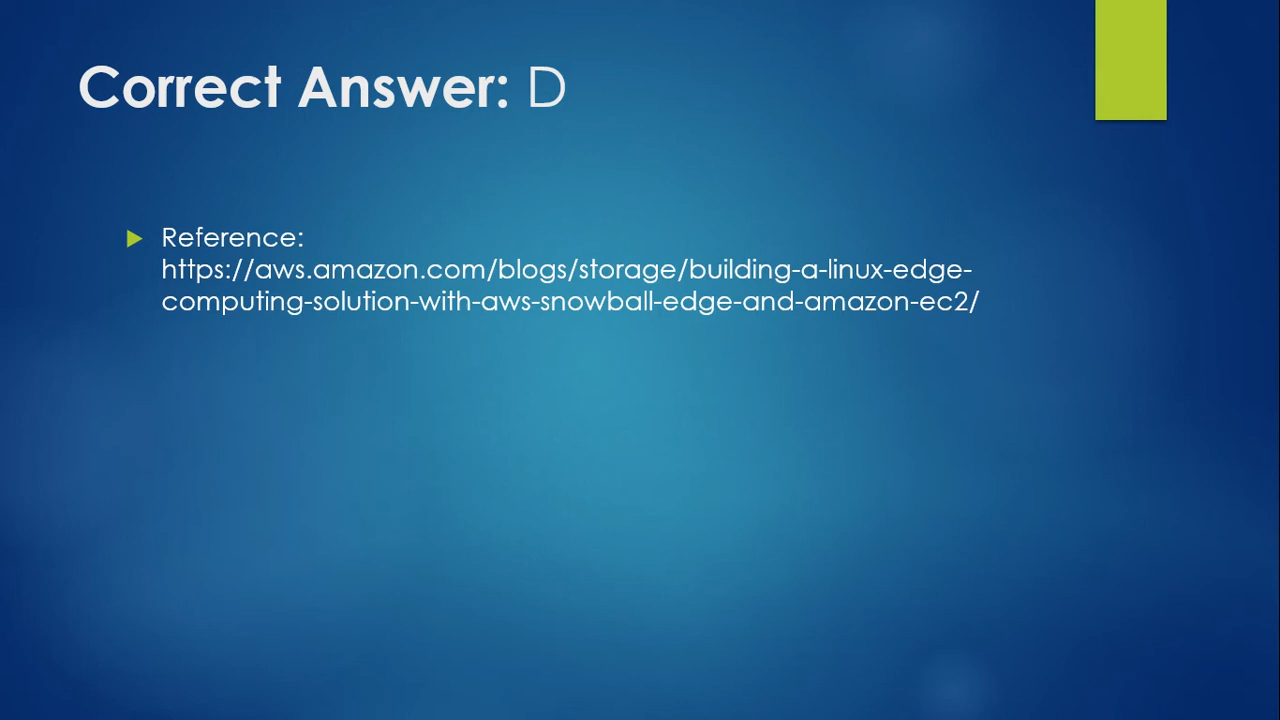 Correct Answer: D
Reference:
https://aws.amazon.com/blogs/storage/building-a-linux-edge-
computing-solution-with-aws-snowball-edge-and-amazon-ec2/